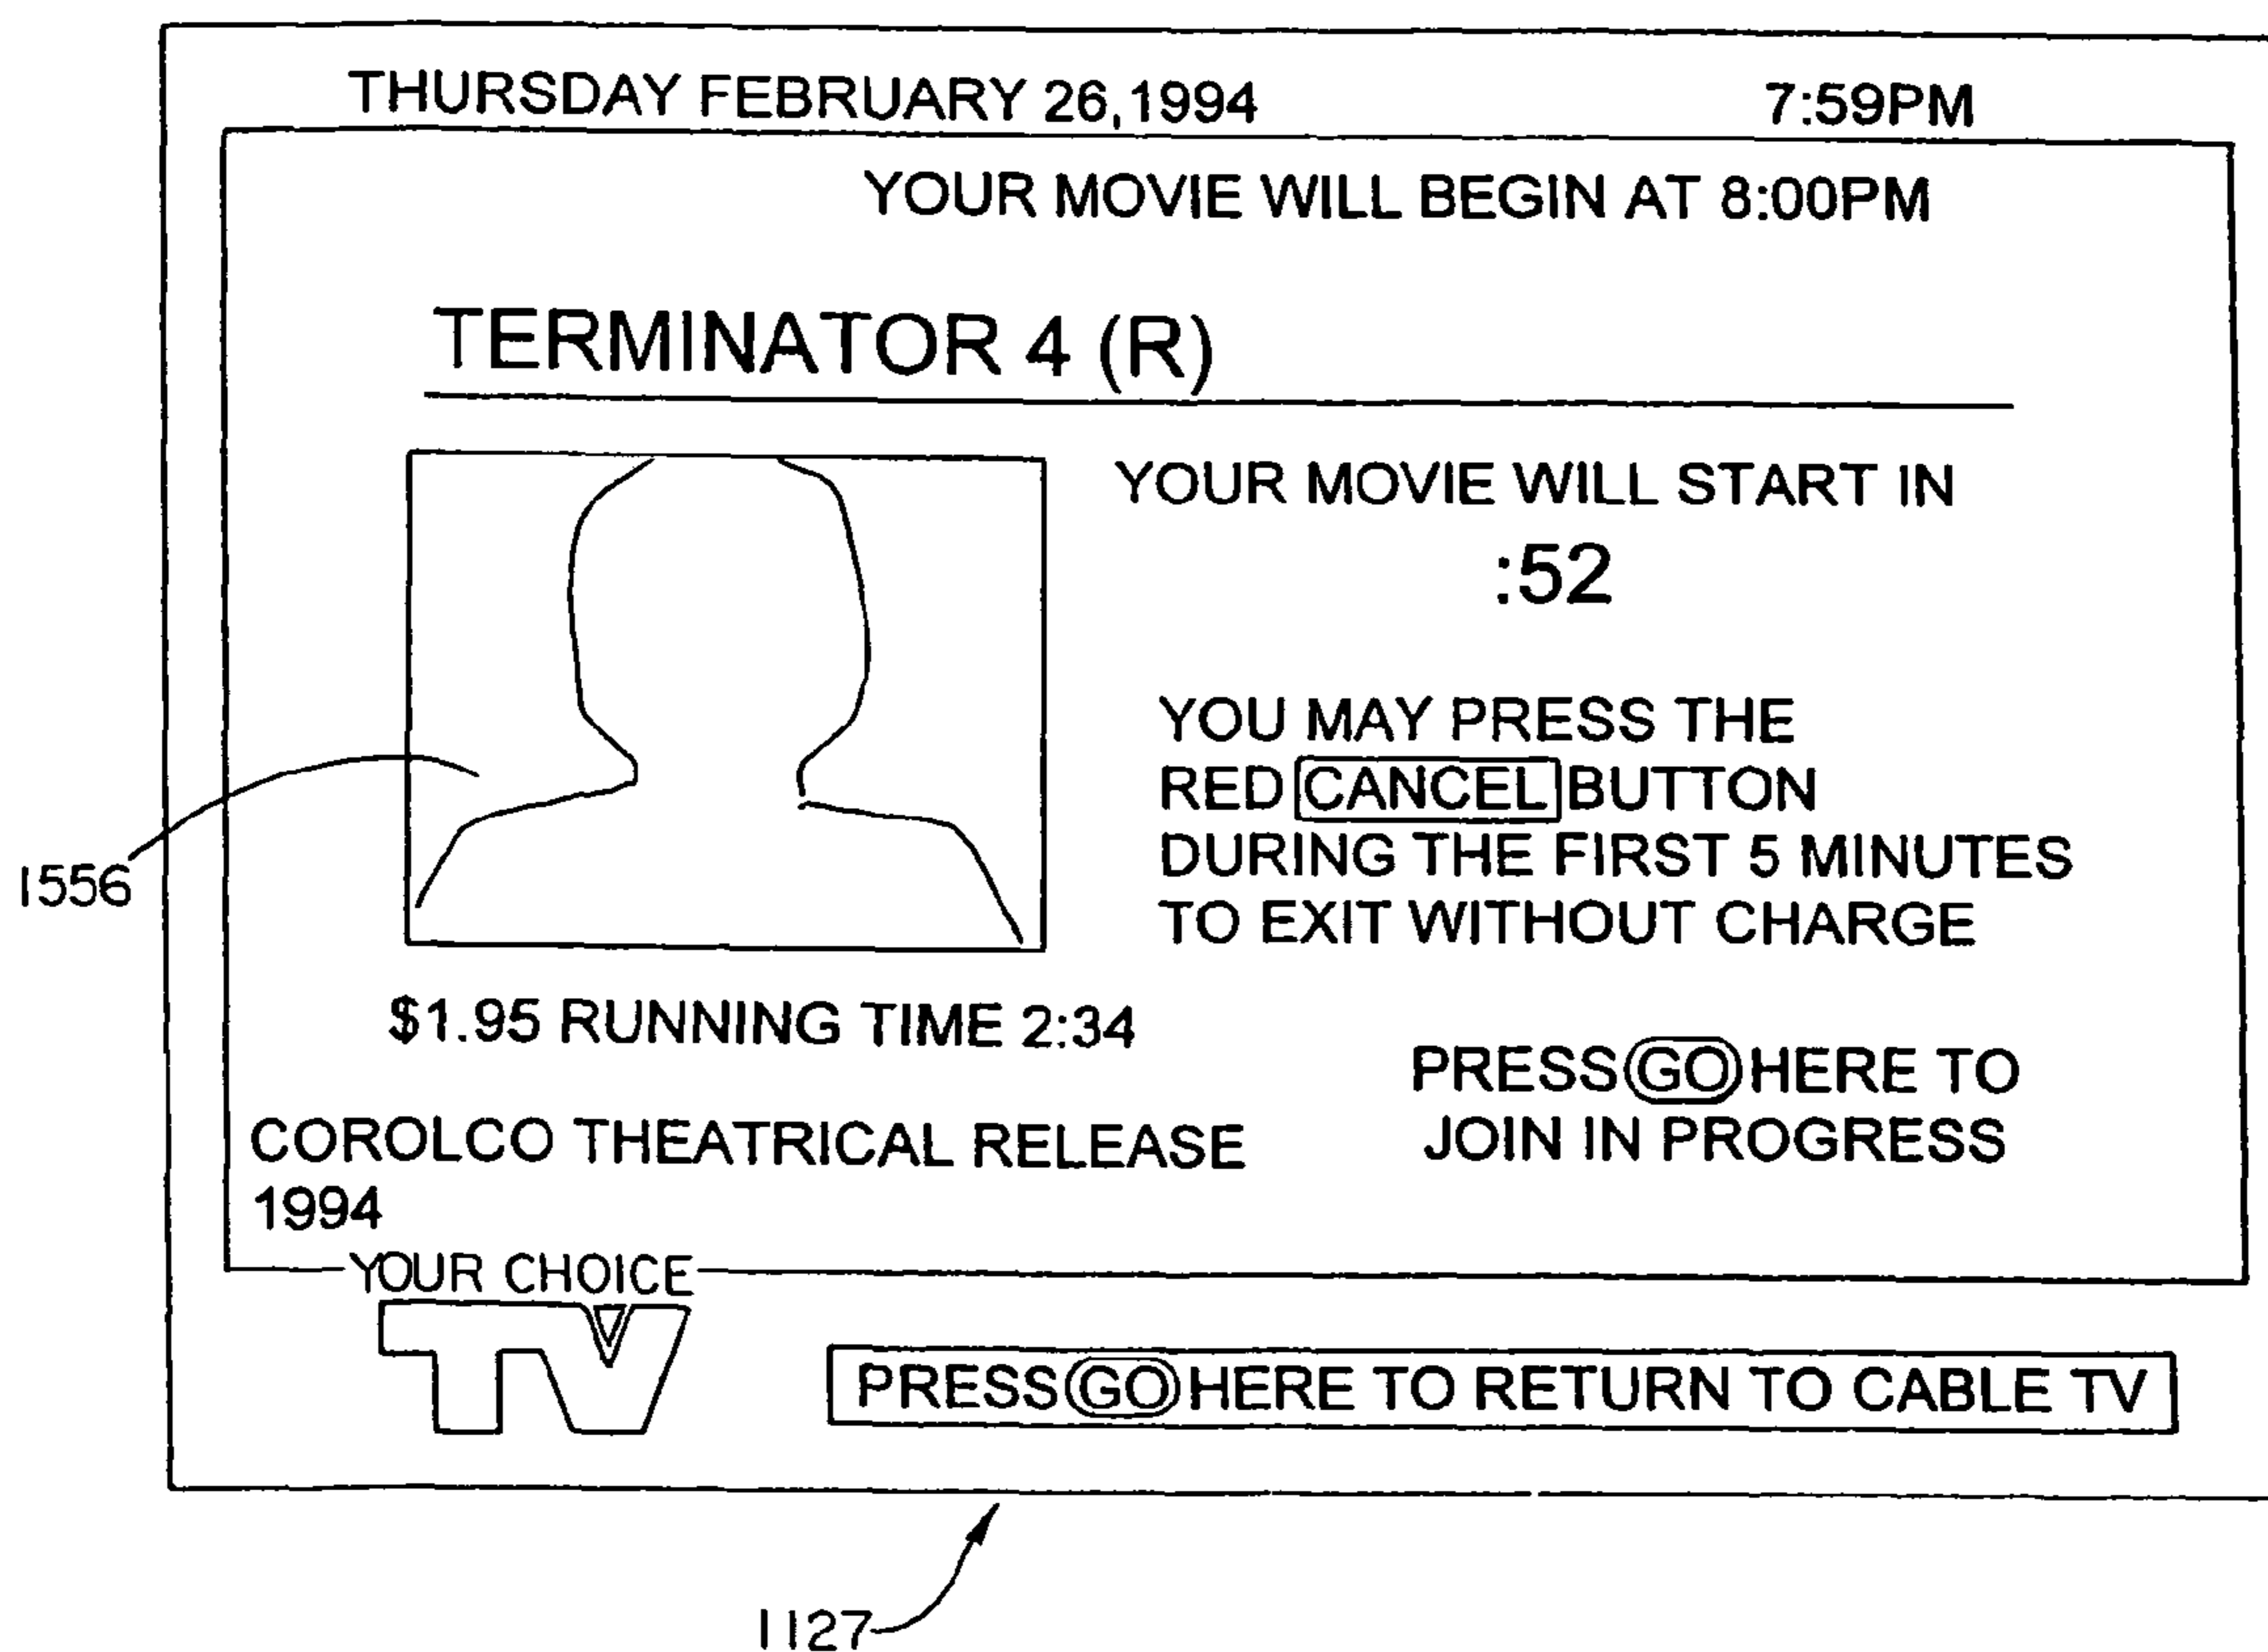 THURSDAY FEBRUARY 26,1994 7:59PM
YOUR MOVIE WILL BEGIN AT 8:00PM
TERMINATOR 4 (R)
YOUR MOVIE WILL START IN
:52
YOU MAY PRESS THE
RED CANCEL BUTTON
DURING THE FIRST 5 MINUTES
TO EXIT WITHOUT CHARGE
1556
$1.95 RUNNING TIME 2:34
PRESS GO HERE TO
JOIN IN PROGRESS
COROLCO THEATRICAL RELEASE
1994
YOUR CHOICE
TV
PRESS GO HERE TO RETURN TO CABLE TV
1127